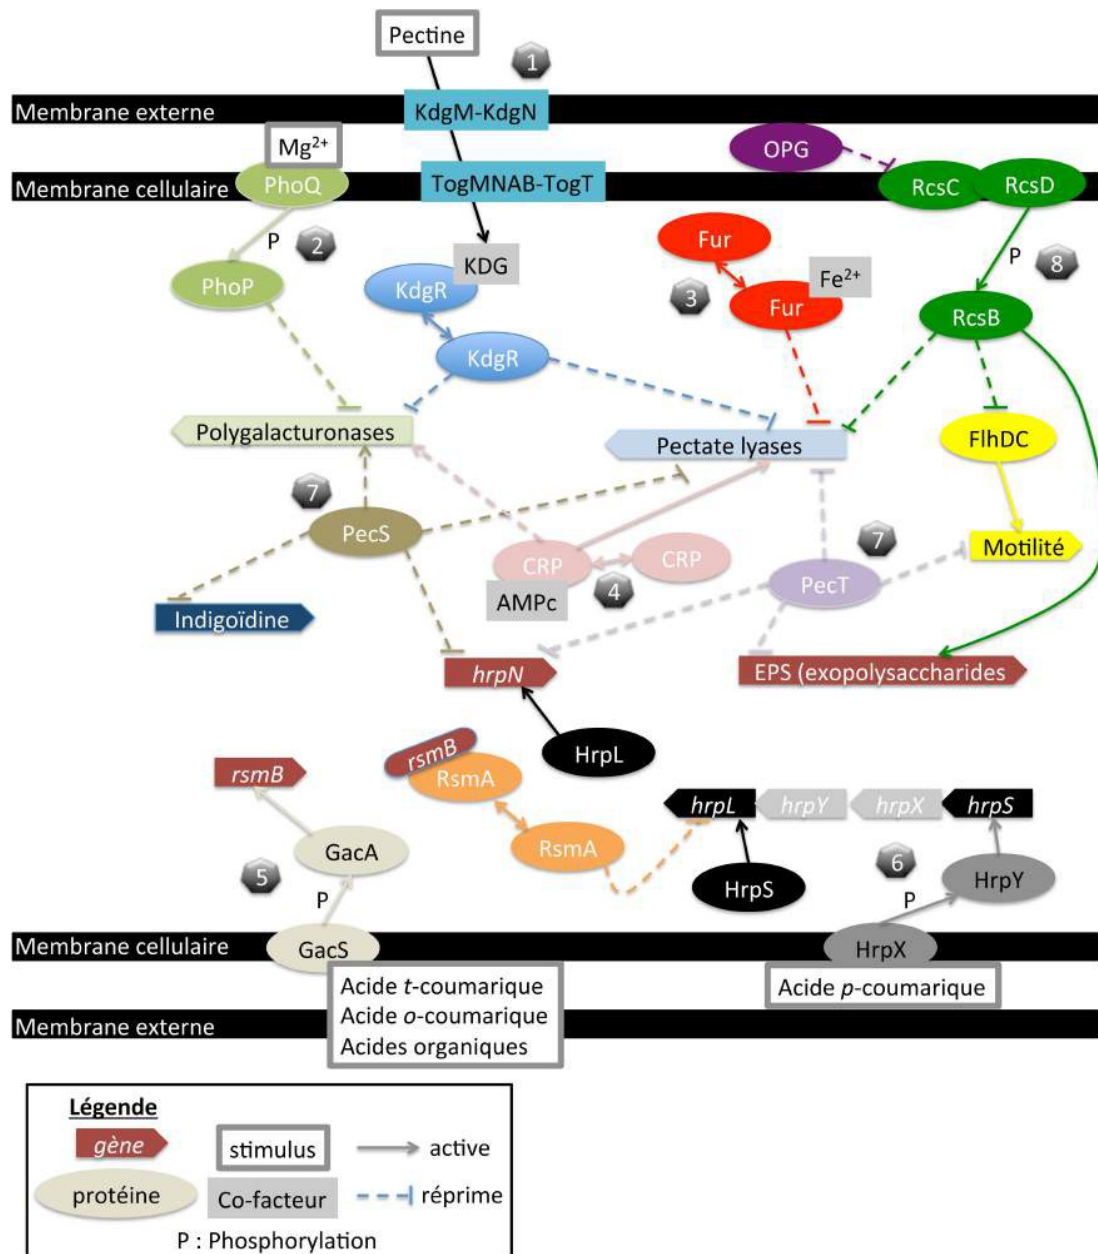 Pectine
1
Membrane externe
KdgM-KdgN
Mg2+
OPG
Membrane cellulaire
PhoQ
TogMNAB-TogT
RcsC
RcsD
P
2
KDG
Fur
P
8
PhoP
KdgR
3
Fe2+
Fur
RcsB
KdgR
Polygalacturonases
Pectate lyases
FlhDC
7
PecS
CRP
CRP
7
Motilité
AMPc
4
PecT
Indigoïdine
hrpN
EPS (exopolysaccharides
HrpL
rsmB
rsmB
RsmA
hrpL
hrpY
hrpX
hrpS
GacA
RsmA
5
P
HrpS
6
P
HrpY
Membrane cellulaire
GacS
HrpX
Acide t-coumarique
Acide o-coumarique
Acides organiques
Acide p-coumarique
Membrane externe
Légende
gène
stimulus
active
protéine
Co-facteur
réprime
P : Phosphorylation